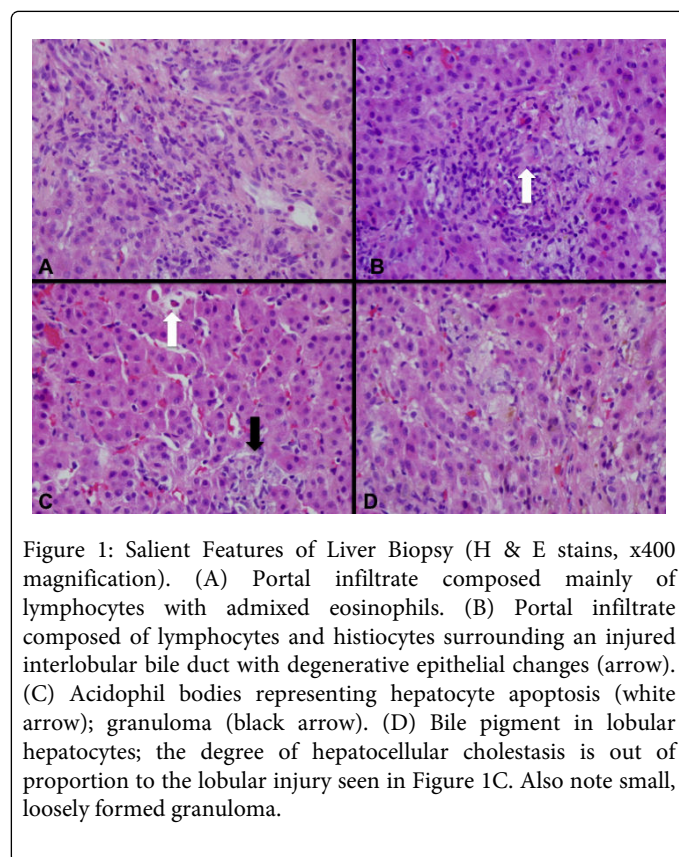 A
B
C
D
Figure 1: Salient Features of Liver Biopsy (H & E stains, x400
magnification). (A) Portal infiltrate composed mainly of
lymphocytes with admixed eosinophils. (B) Portal infiltrate
composed of lymphocytes and histiocytes surrounding an injured
interlobular bile duct with degenerative epithelial changes (arrow).
(C) Acidophil bodies representing hepatocyte apoptosis (white
arrow); granuloma (black arrow). (D) Bile pigment in lobular
hepatocytes; the degree of hepatocellular cholestasis is out of
proportion to the lobular injury seen in Figure 1C. Also note small,
loosely formed granuloma.